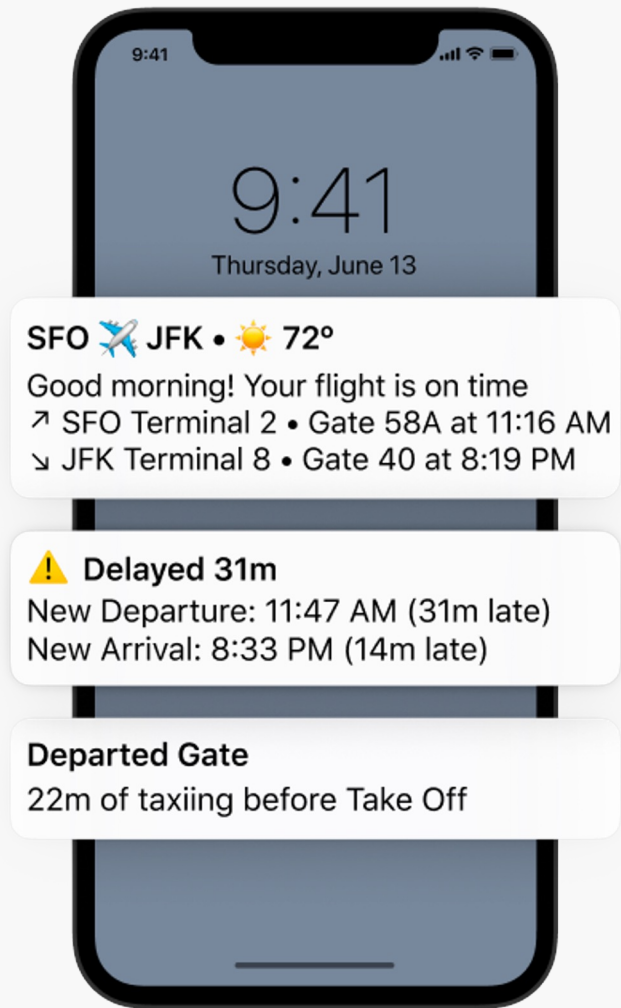 9:41
9:41
Thursday, June 13
SFO ✈️ JFK • ☀️ 72°
Good morning! Your flight is on time
↗ SFO Terminal 2 • Gate 58A at 11:16 AM
↘ JFK Terminal 8 • Gate 40 at 8:19 PM
⚠️ Delayed 31m
New Departure: 11:47 AM (31m late)
New Arrival: 8:33 PM (14m late)
Departed Gate
22m of taxiing before Take Off